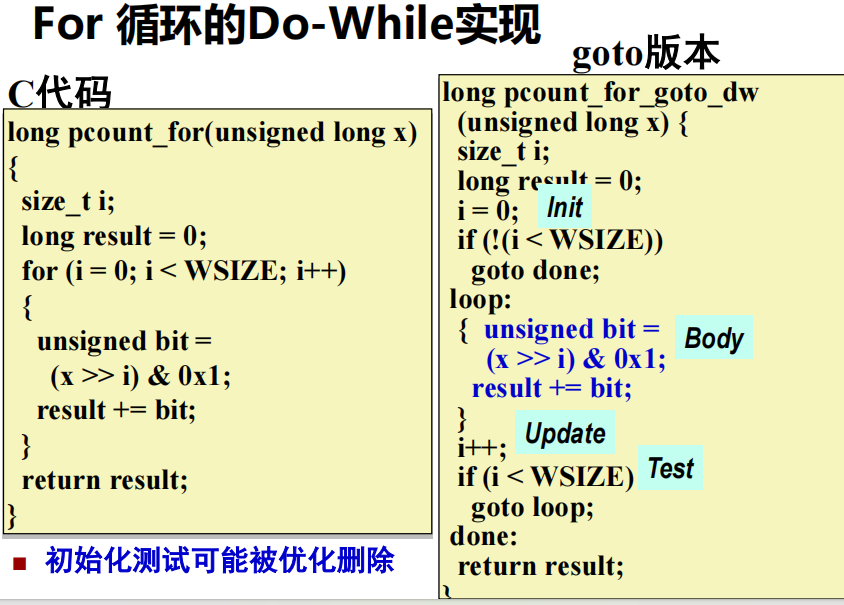 For 循环的Do-While实现
C代码
long pcount_for(unsigned long x)
{
size_t i;
long result = 0;
for (i = 0; i < WSIZE; i++)
{
unsigned bit =
(x >> i) & 0x1;
result += bit;
}
return result;
}
初始化测试可能被优化删除
goto版本
long pcount_for_goto_dw
(unsigned long x) {
size_t i;
long result = 0;
i = 0; Init
if (!(i < WSIZE))
goto done;
loop:
{ unsigned bit =
(x >> i) & 0x1; Body
result += bit;
}
i++; Update
if (i < WSIZE) Test
goto loop;
done:
return result;
}